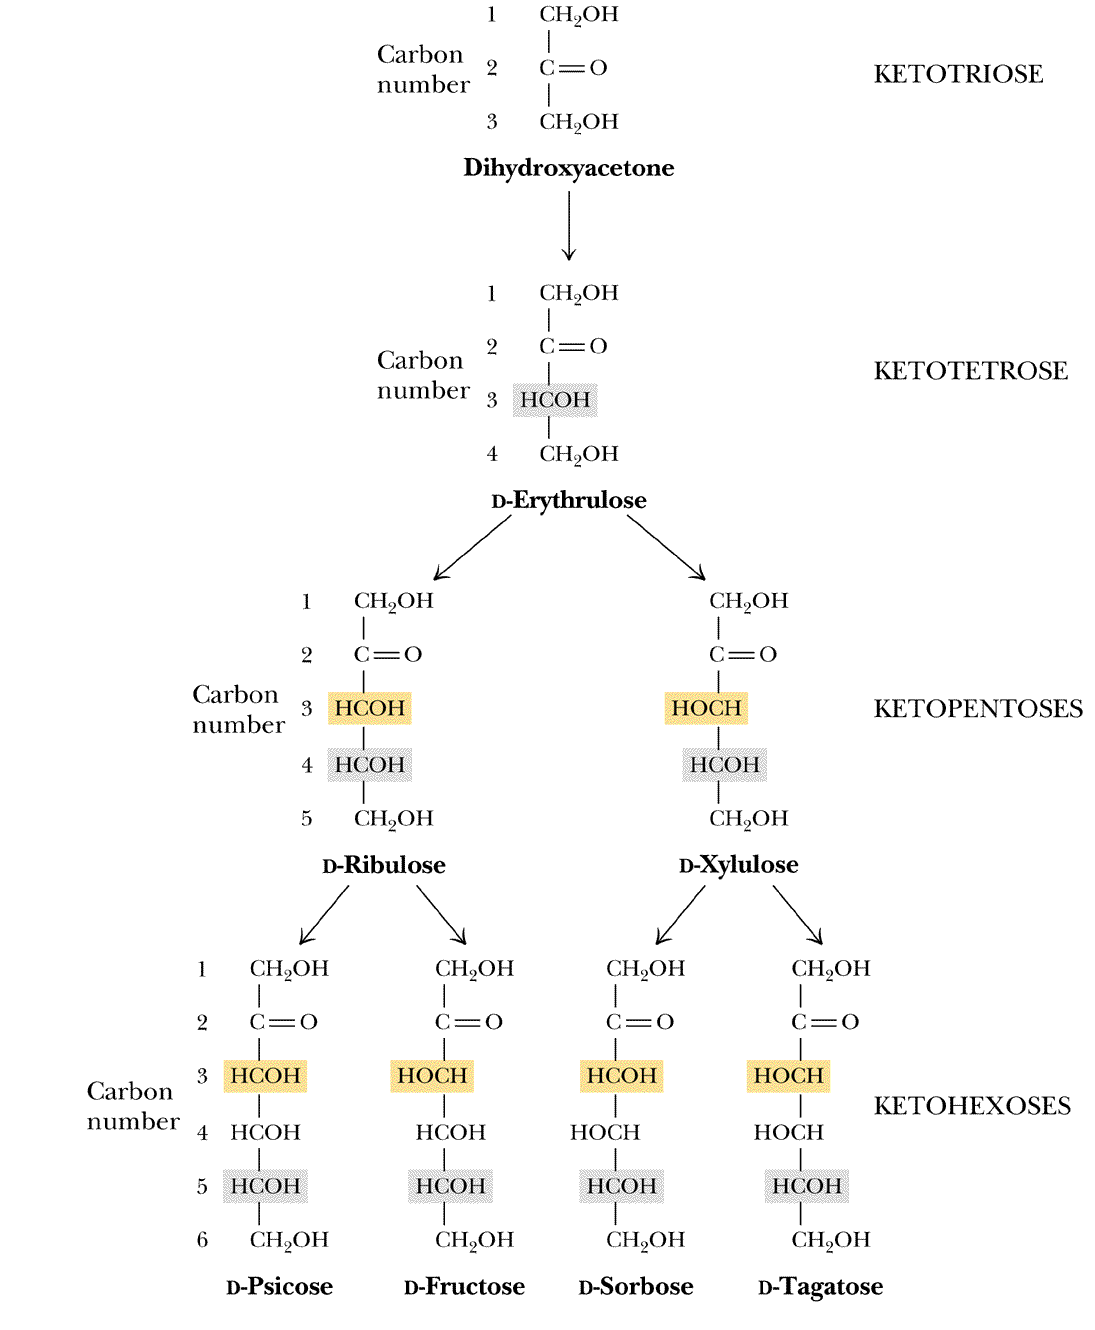 1 CH₂OH
Carbon number 2 C=O KETOTRIOSE
3 CH₂OH
Dihydroxyacetone
1 CH₂OH
2 C=O
Carbon number KETOTETROSE
3 HCOH
4 CH₂OH
D-Erythrulose
1 CH₂OH CH₂OH
2 C=O C=O
Carbon number 3 HCOH HOCH KETOPENTOSES
4 HCOH HCOH
5 CH₂OH CH₂OH
D-Ribulose D-Xylulose
1 CH₂OH CH₂OH CH₂OH CH₂OH
2 C=O C=O C=O C=O
3 HCOH HOCH HCOH HOCH
Carbon number KETOHEXOSES
4 HCOH HCOH HOCH HOCH
5 HCOH HCOH HCOH HCOH
6 CH₂OH CH₂OH CH₂OH CH₂OH
D-Psicose D-Fructose D-Sorbose D-Tagatose